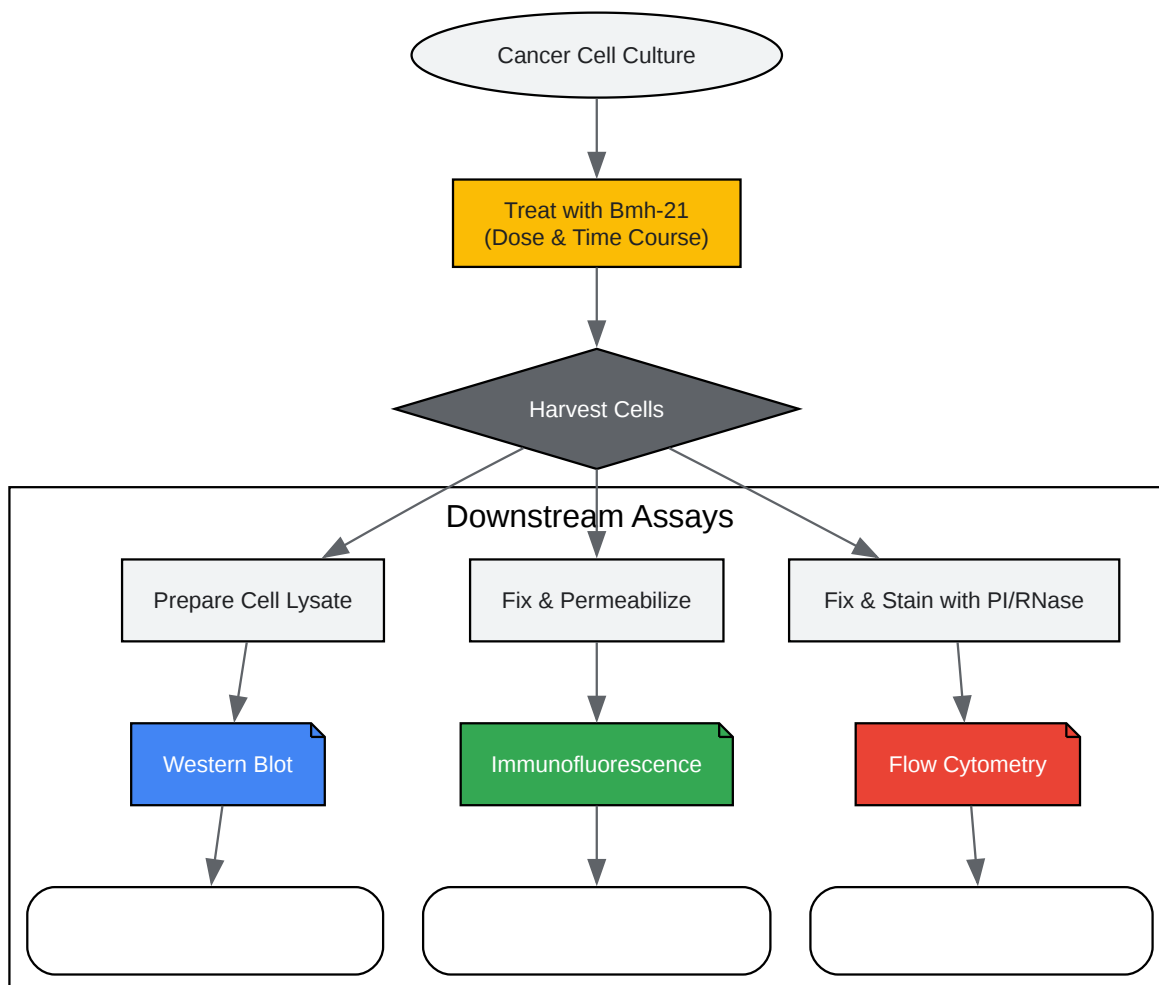 Cancer Cell Culture
Treat with Bmh-21
(Dose & Time Course)
Harvest Cells
Downstream Assays
Prepare Cell Lysate
Fix & Permeabilize
Fix & Stain with PI/RNase
Western Blot
Immunofluorescence
Flow Cytometry